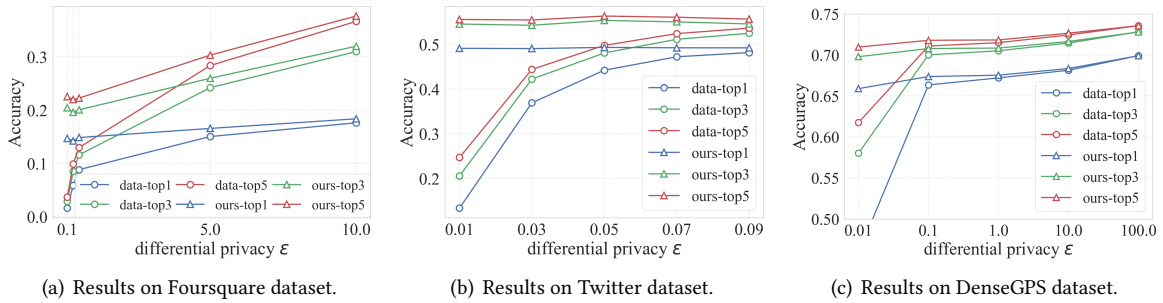 Accuracy
0.3
0.2
0.1
0.0
data-top1
data-top5
ours-top3
data-top3
ours-top1
ours-top5
0.1
5.0
10.0
differential privacy ε
(a) Results on Foursquare dataset.
Accuracy
0.5
0.4
0.3
0.2
data-top1
data-top3
data-top5
ours-top1
ours-top3
ours-top5
0.01
0.03
0.05
0.07
0.09
differential privacy ε
(b) Results on Twitter dataset.
Accuracy
0.75
0.70
0.65
0.60
0.55
0.50
data-top1
data-top3
data-top5
ours-top1
ours-top3
ours-top5
0.01
0.1
1.0
10.0
100.0
differential privacy ε
(c) Results on DenseGPS dataset.